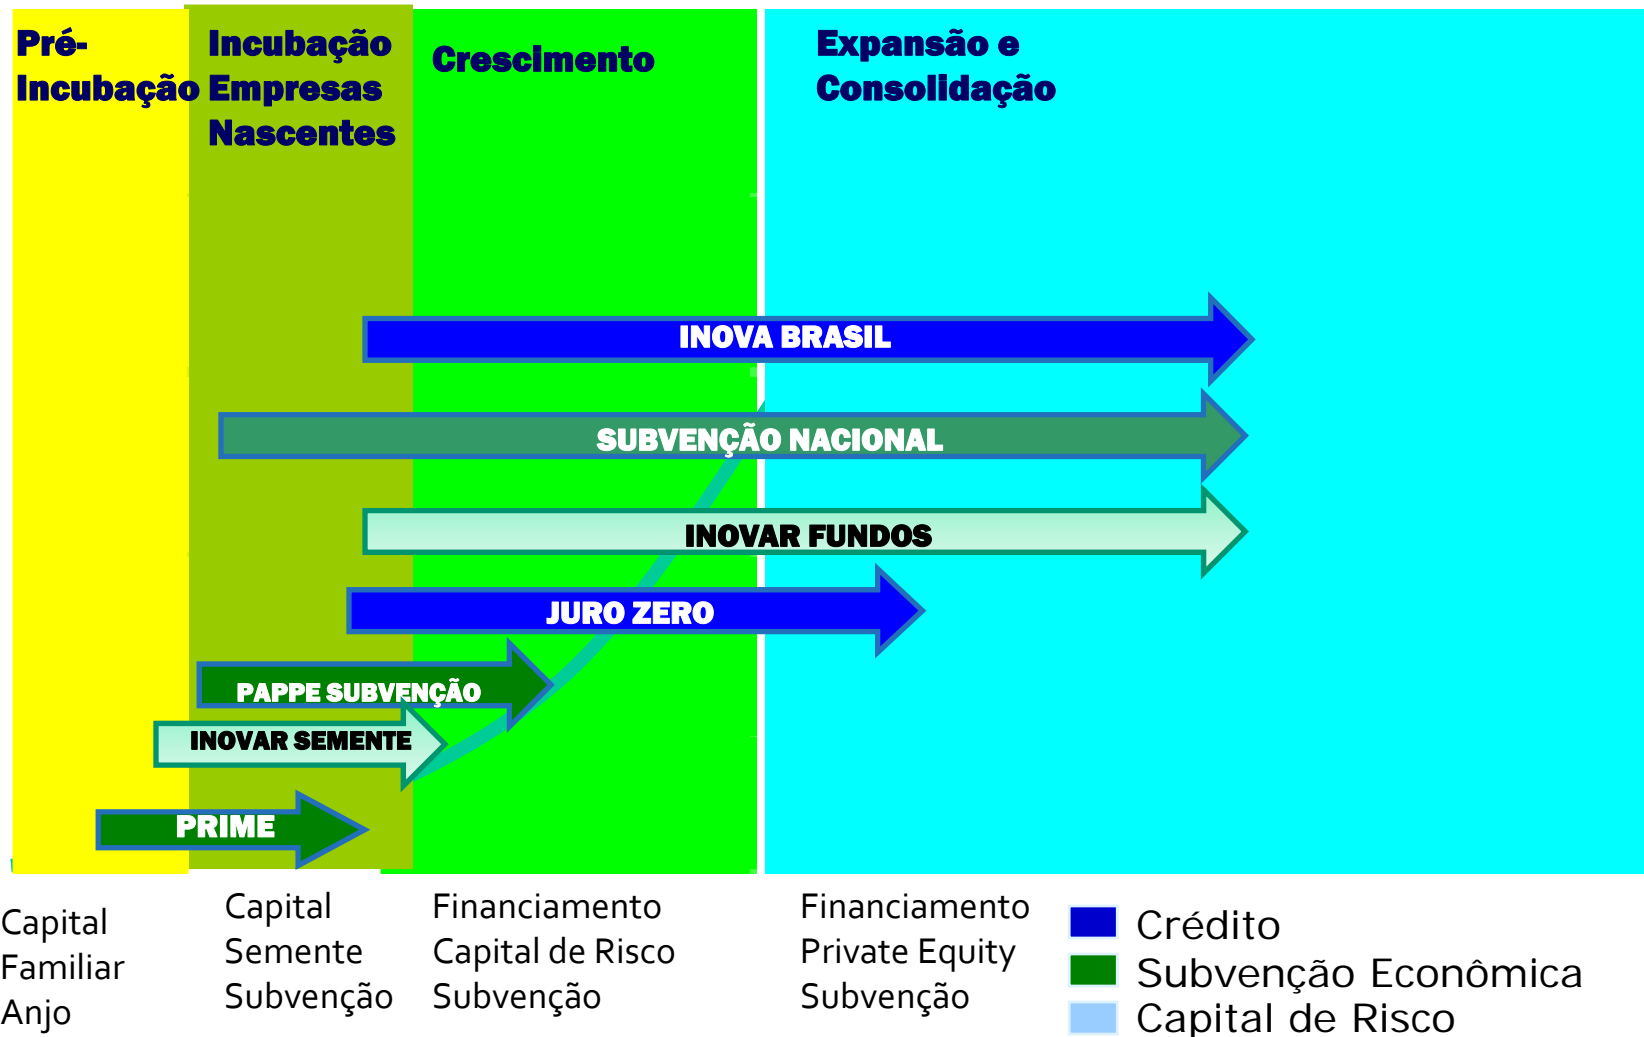 Pré-
Incubação
Incubação
Empresas
Nascentes
Crescimento
Expansão e
Consolidação
INOVA BRASIL
SUBVENÇÃO NACIONAL
INOVAR FUNDOS
JURO ZERO
PAPPE SUBVENÇÃO
INOVAR SEMENTE
PRIME
Capital
Familiar
Anjo
Capital
Semente
Subvenção
Financiamento
Capital de Risco
Subvenção
Financiamento
Private Equity
Subvenção
Crédito
Subvenção Econômica
Capital de Risco